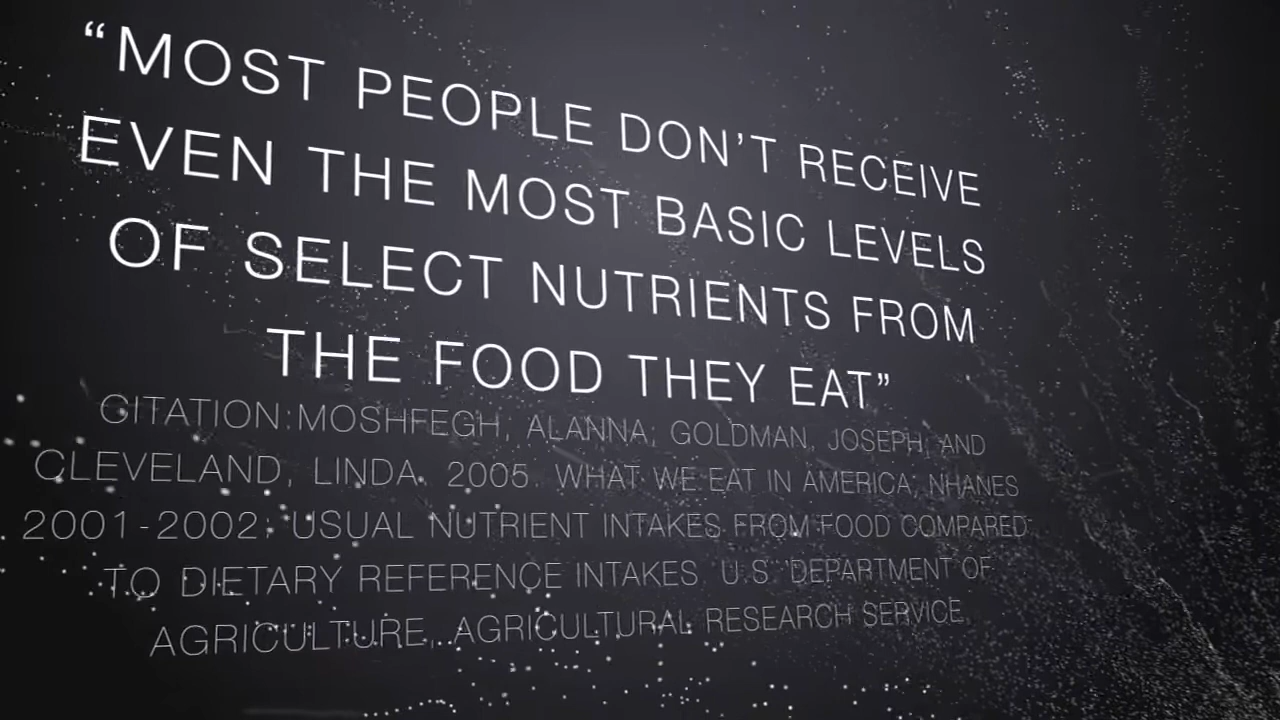 “MOST PEOPLE DON’T RECEIVE
EVEN THE MOST BASIC LEVELS
OF SELECT NUTRIENTS FROM
THE FOOD THEY EAT”
CITATION: MOSHFEGH, ALANNA; GOLDMAN, JOSEPH; AND
CLEVELAND, LINDA. 2005. WHAT WE EAT IN AMERICA, NHANES
2001-2002: USUAL NUTRIENT INTAKES FROM FOOD COMPARED
TO DIETARY REFERENCE INTAKES. U.S. DEPARTMENT OF
AGRICULTURE, AGRICULTURAL RESEARCH SERVICE.